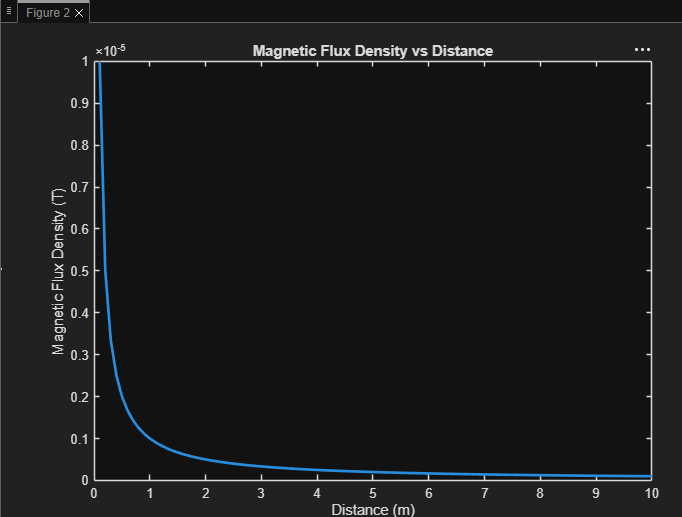 Figure 2
×10-5
Magnetic Flux Density vs Distance
1
0.9
0.8
0.7
0.6
0.5
0.4
0.3
0.2
0.1
0
Magnetic Flux Density (T)
0 1 2 3 4 5 6 7 8 9 10
Distance (m)